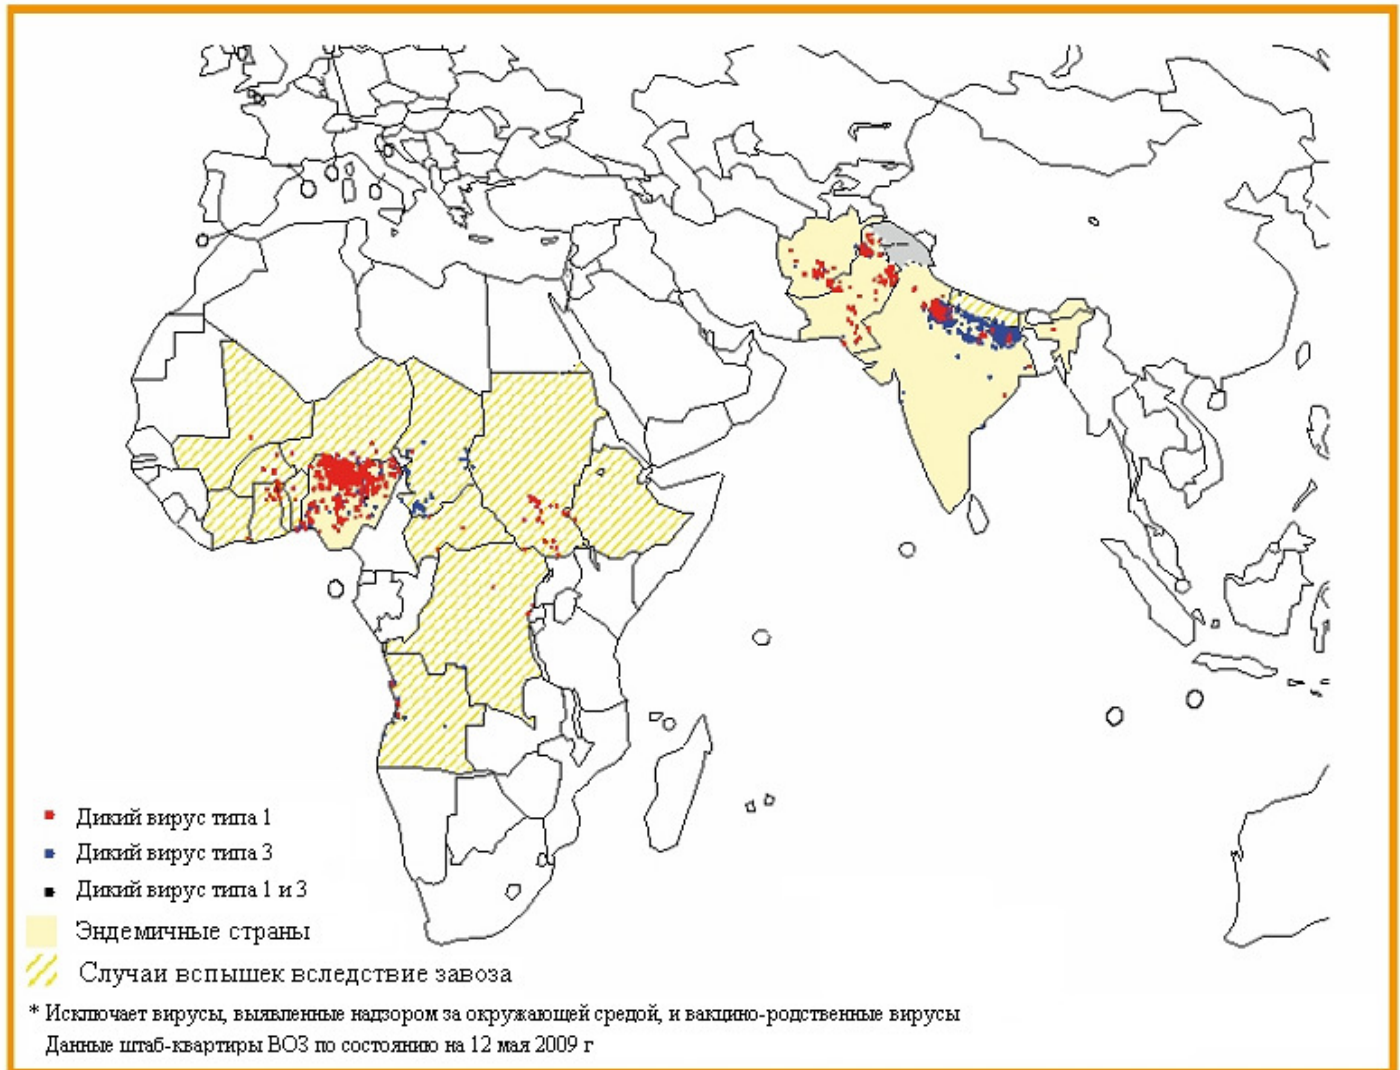 Дикий вирус типа 1
Дикий вирус типа 3
Дикий вирус типа 1 и 3
Эндемичные страны
Случаи вспышек вследствие завоза
* Исключает вирусы, выявленные надзором за окружающей средой, и вакцино-родственные вирусы
Данные штаб-квартиры ВОЗ по состоянию на 12 мая 2009 г